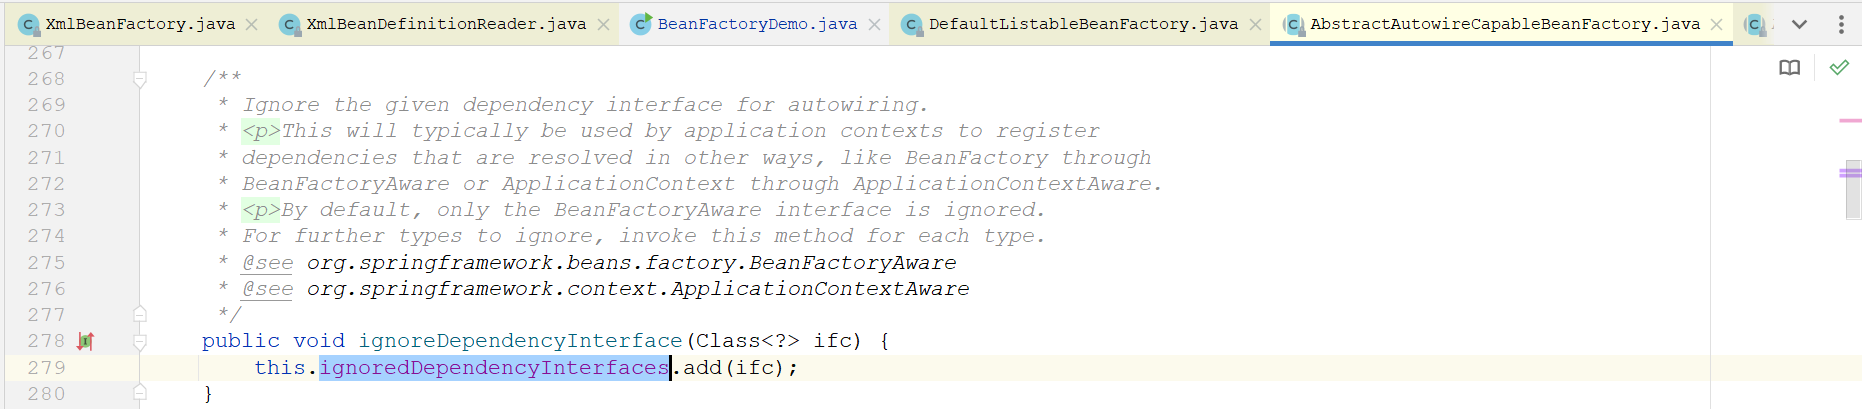 XmlBeanFactory.java XmlBeanDefinitionReader.java BeanFactoryDemo.java DefaultListableBeanFactory.java AbstractAutowireCapableBeanFactory.java
267
268 /**
269 * Ignore the given dependency interface for autowiring.
270 * <p>This will typically be used by application contexts to register
271 * dependencies that are resolved in other ways, like BeanFactory through
272 * BeanFactoryAware or ApplicationContext through ApplicationContextAware.
273 * <p>By default, only the BeanFactoryAware interface is ignored.
274 * For further types to ignore, invoke this method for each type.
275 * @see org.springframework.beans.factory.BeanFactoryAware
276 * @see org.springframework.context.ApplicationContextAware
277 */
278 public void ignoreDependencyInterface(Class<?> ifc) {
279 this.ignoredDependencyInterfaces.add(ifc);
280 }